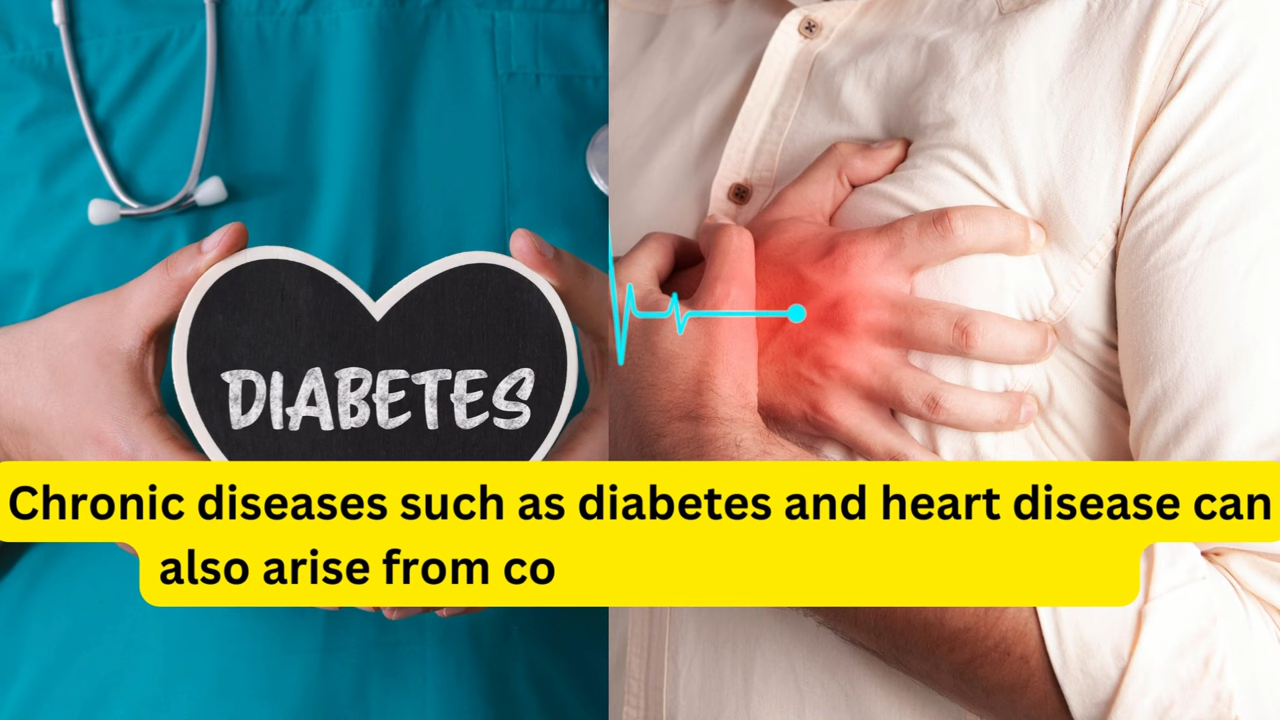 DIABETES
Chronic diseases such as diabetes and heart disease can
also arise from co